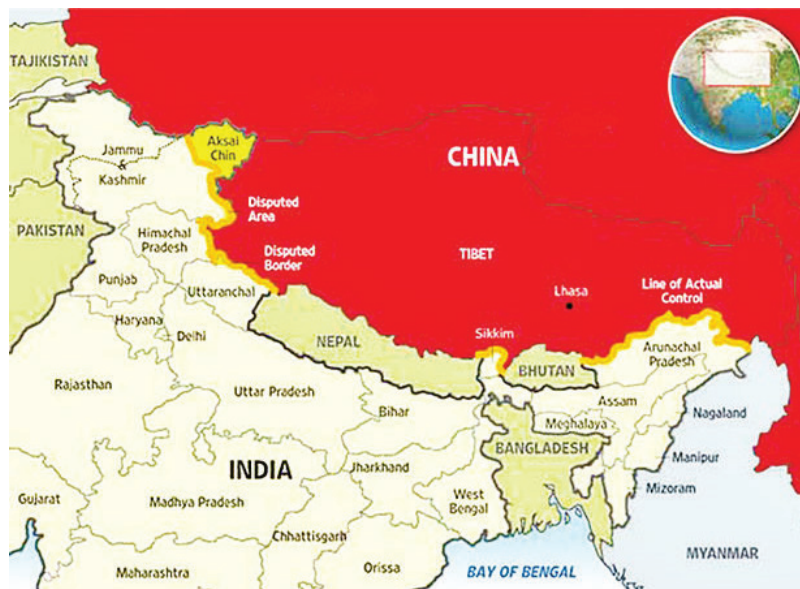 TAJIKISTAN
Jammu
&
Kashmir
Aksai
Chin
CHINA
Disputed
Area
PAKISTAN
Himachal
Pradesh
Disputed
Border
TIBET
Punjab
Uttaranchal
Lhasa
Line of Actual
Control
Haryana
Delhi
NEPAL
Sikkim
BHUTAN
Arunachal
Pradesh
Rajasthan
Uttar Pradesh
Bihar
Assam
Nagaland
Meghalaya
BANGLADESH
Manipur
INDIA
Jharkhand
Mizoram
Gujarat
Madhya Pradesh
West
Bengal
Chhattisgarh
MYANMAR
Maharashtra
Orissa
BAY OF BENGAL